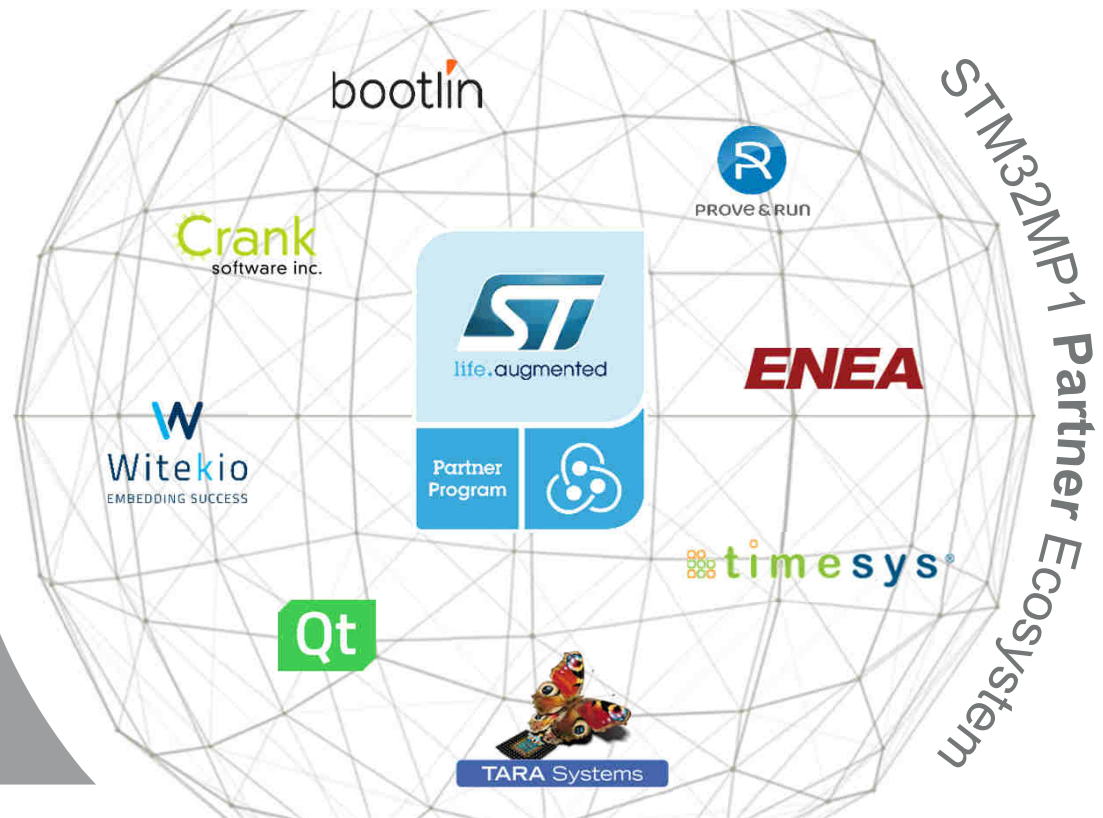 bootlin
PROVE & RUN
Crank
software inc.
ST
life.augmented
ENEA
Witekio
EMBEDDING SUCCESS
Partner
Program
timesys®
Qt
TARA Systems
STM32MP1 Partner Ecosystem